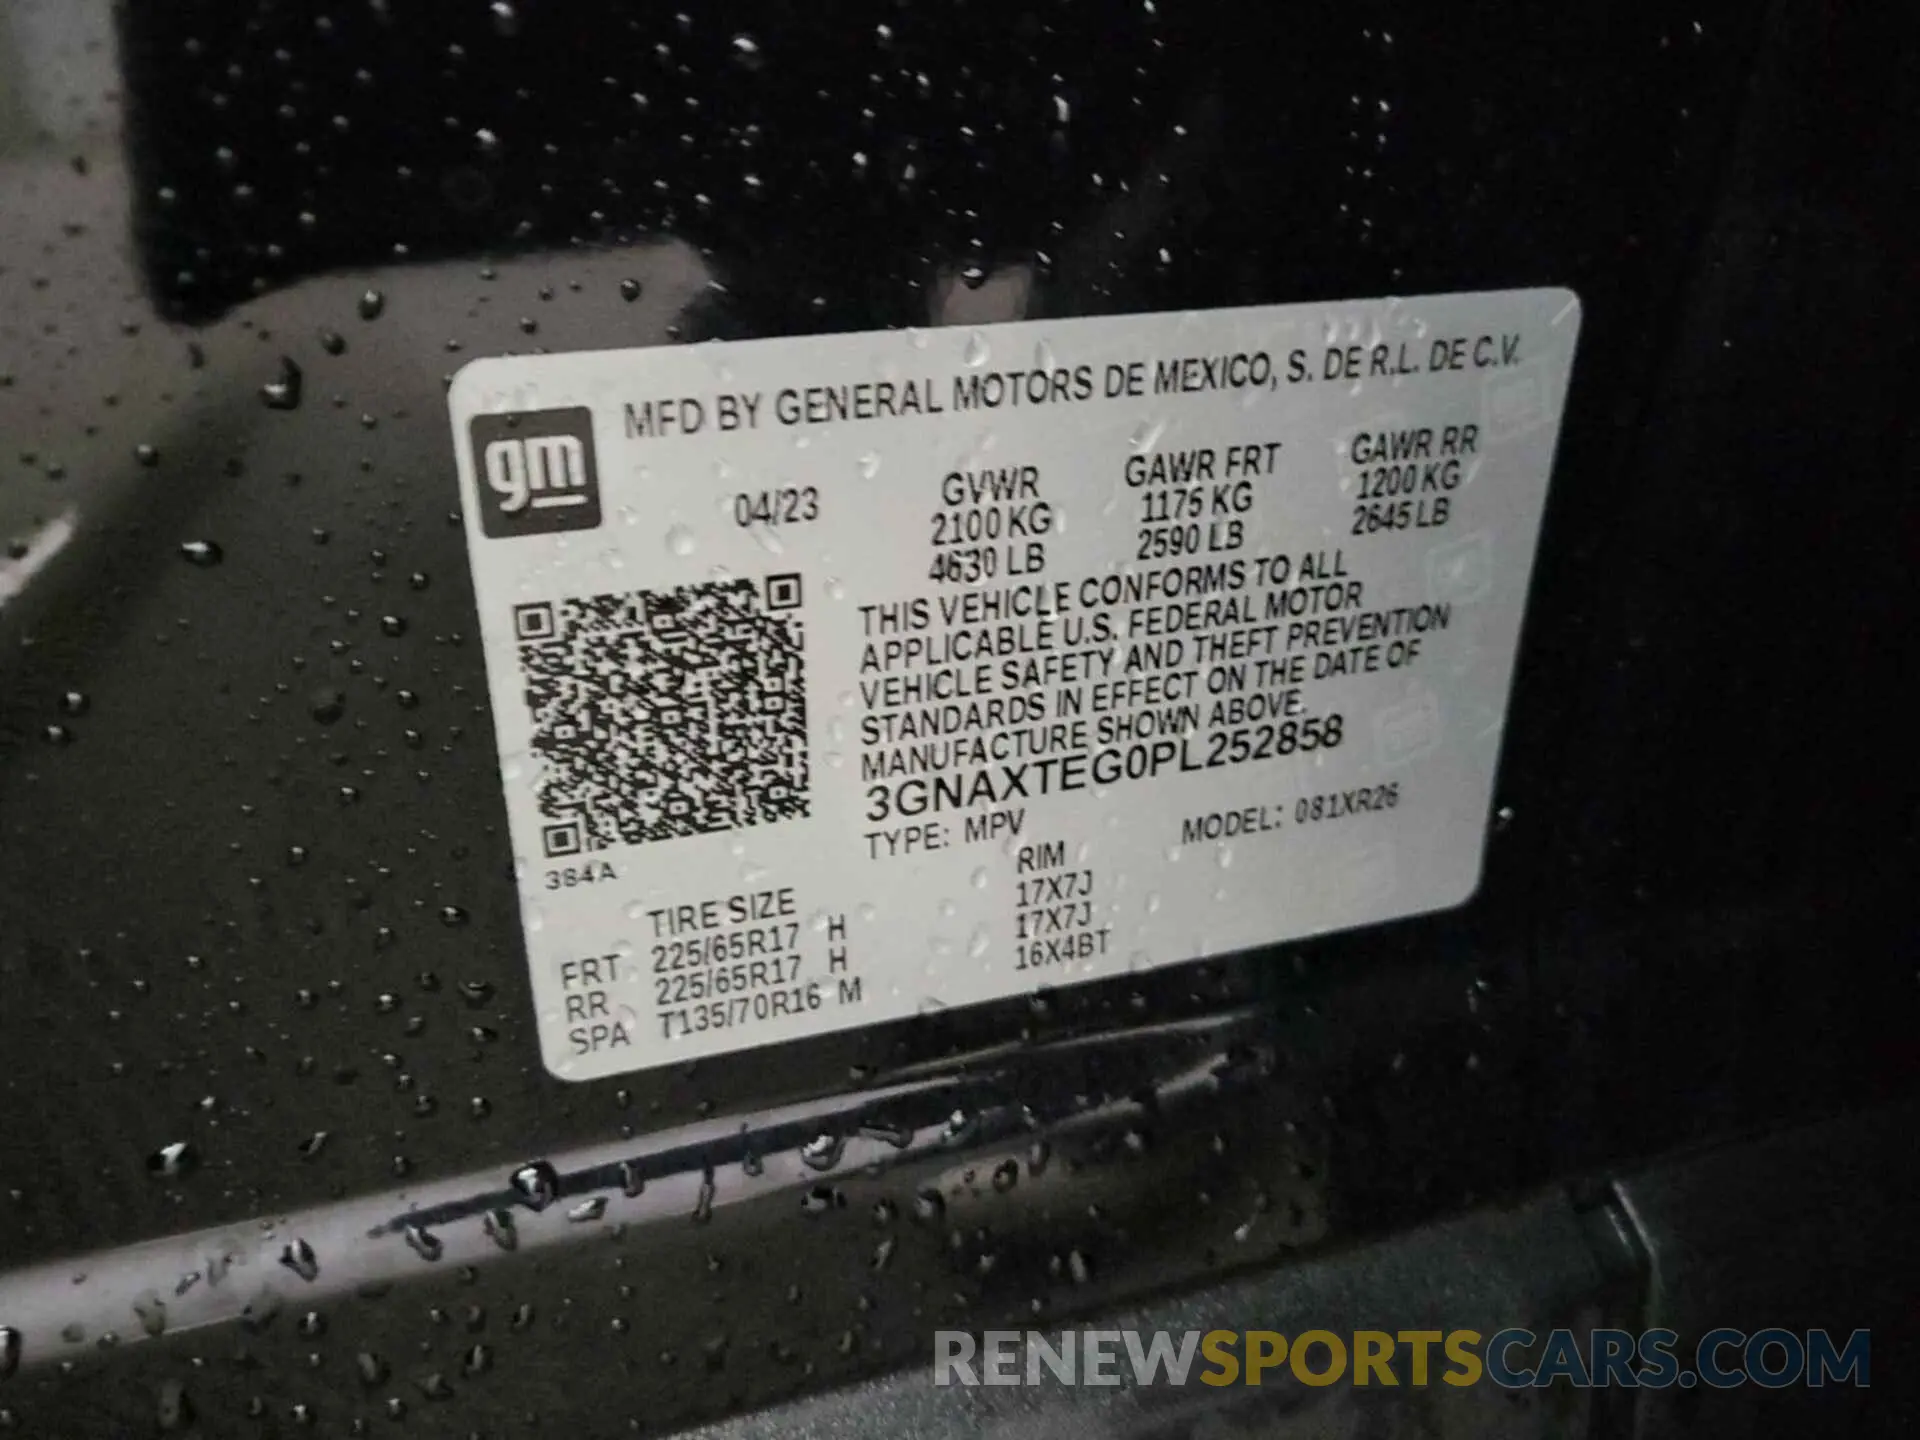 MFD BY GENERAL MOTORS DE MEXICO, S. DE R.L. DE C.V.
gm
04/23
GVWR GAWR FRT GAWR RR
2100 KG 1175 KG 1200 KG
4630 LB 2590 LB 2645 LB
THIS VEHICLE CONFORMS TO ALL
APPLICABLE U.S. FEDERAL MOTOR
VEHICLE SAFETY AND THEFT PREVENTION
STANDARDS IN EFFECT ON THE DATE OF
MANUFACTURE SHOWN ABOVE.
3GNAXTEG0PL252858
TYPE: MPV MODEL: 081XR26
384A
TIRE SIZE RIM
FRT 225/65R17 H 17X7J
RR 225/65R17 H 17X7J
SPA T135/70R16 M 16X4BT
RENEWSPORTSCARS.COM